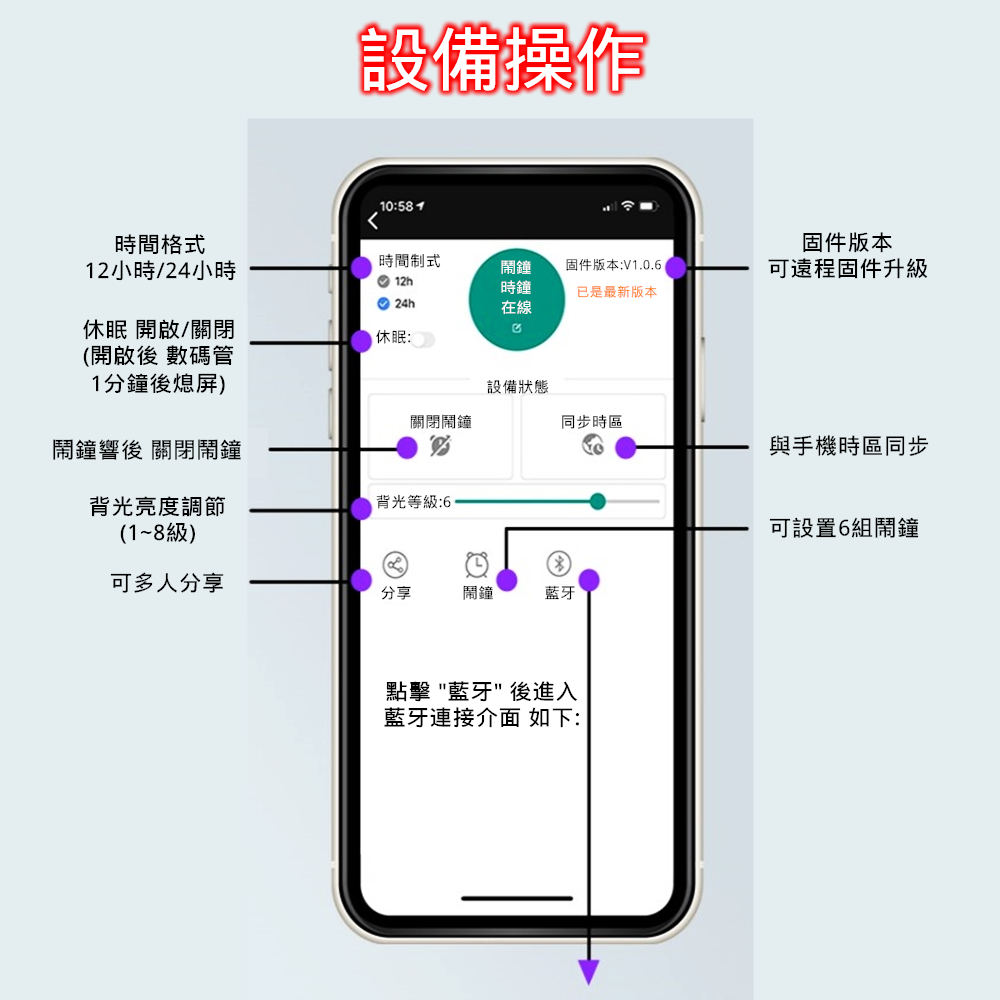 設備操作
10:58
時間格式
12小時/24小時
休眠 開啟/關閉
(開啟後 數碼管
1分鐘後熄屏)
鬧鐘響後 關閉鬧鐘
背光亮度調節
(1~8級)
可多人分享
時間制式
12h
24h
休眠:
鬧鐘
時鐘
在線
固件版本:V1.0.6
已是最新版本
設備狀態
關閉鬧鐘
同步時區
背光等級:6
分享
鬧鐘
藍牙
點擊 "藍牙" 後進入
藍牙連接介面 如下:
固件版本
可遠程固件升級
與手機時區同步
可設置6組鬧鐘